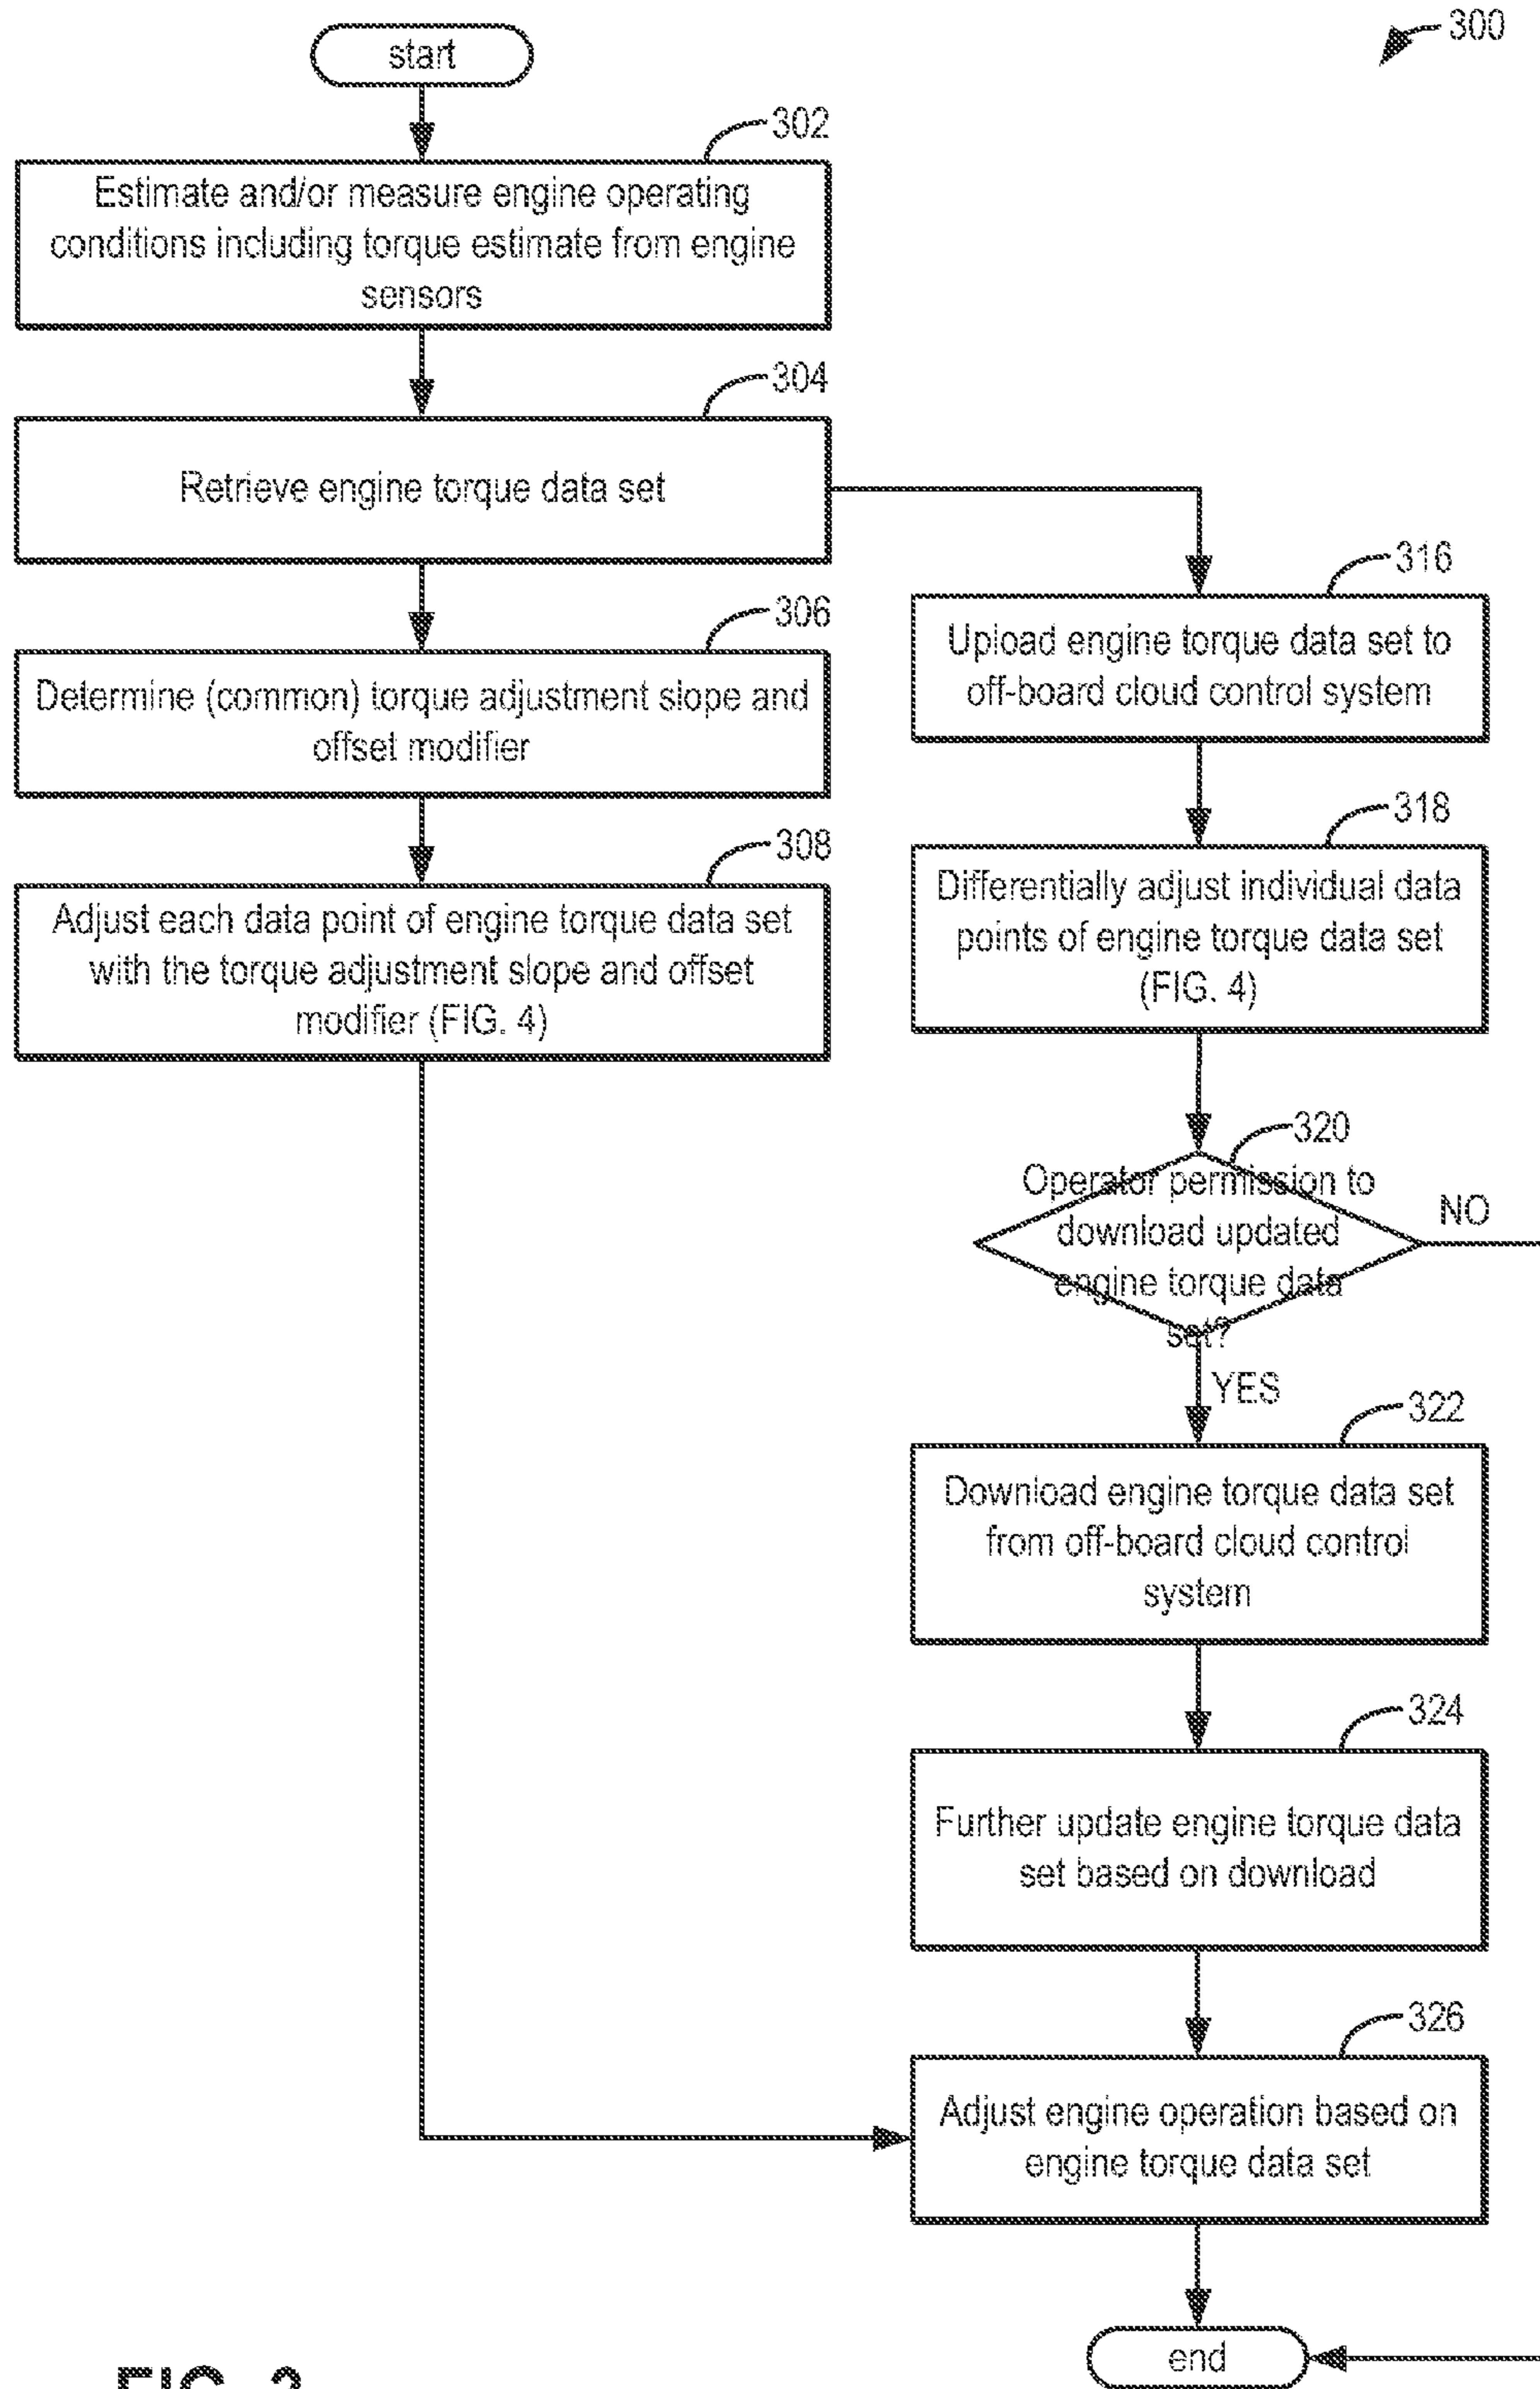 300
start
302
Estimate and/or measure engine operating
conditions including torque estimate from engine
sensors
304
Retrieve engine torque data set
306
Determine (common) torque adjustment slope and
offset modifier
308
Adjust each data point of engine torque data set
with the torque adjustment slope and offset
modifier (FIG. 4)
316
Upload engine torque data set to
off-board cloud control system
318
Differentially adjust individual data
points of engine torque data set
(FIG. 4)
320
Operator permission to
download updated
engine torque data
set?
NO
YES
322
Download engine torque data set
from off-board cloud control
system
324
Further update engine torque data
set based on download
326
Adjust engine operation based on
engine torque data set
end
FIG. 3